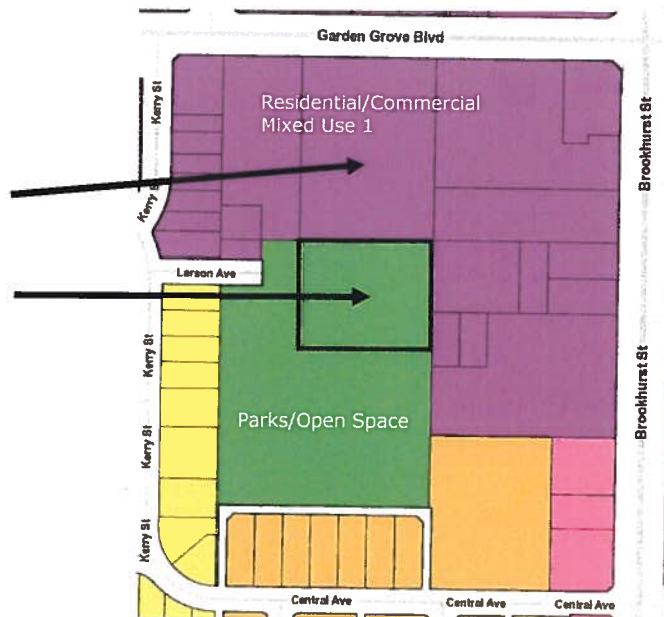 Garden Grove Blvd
Kerry St
Residential/Commercial
Mixed Use 1
Brookhurst St
Kerry St
Larson Ave
Kerry St
Brookhurst St
Parks/Open Space
Kerry St
Kerry St
Central Ave
Central Ave
Central Ave